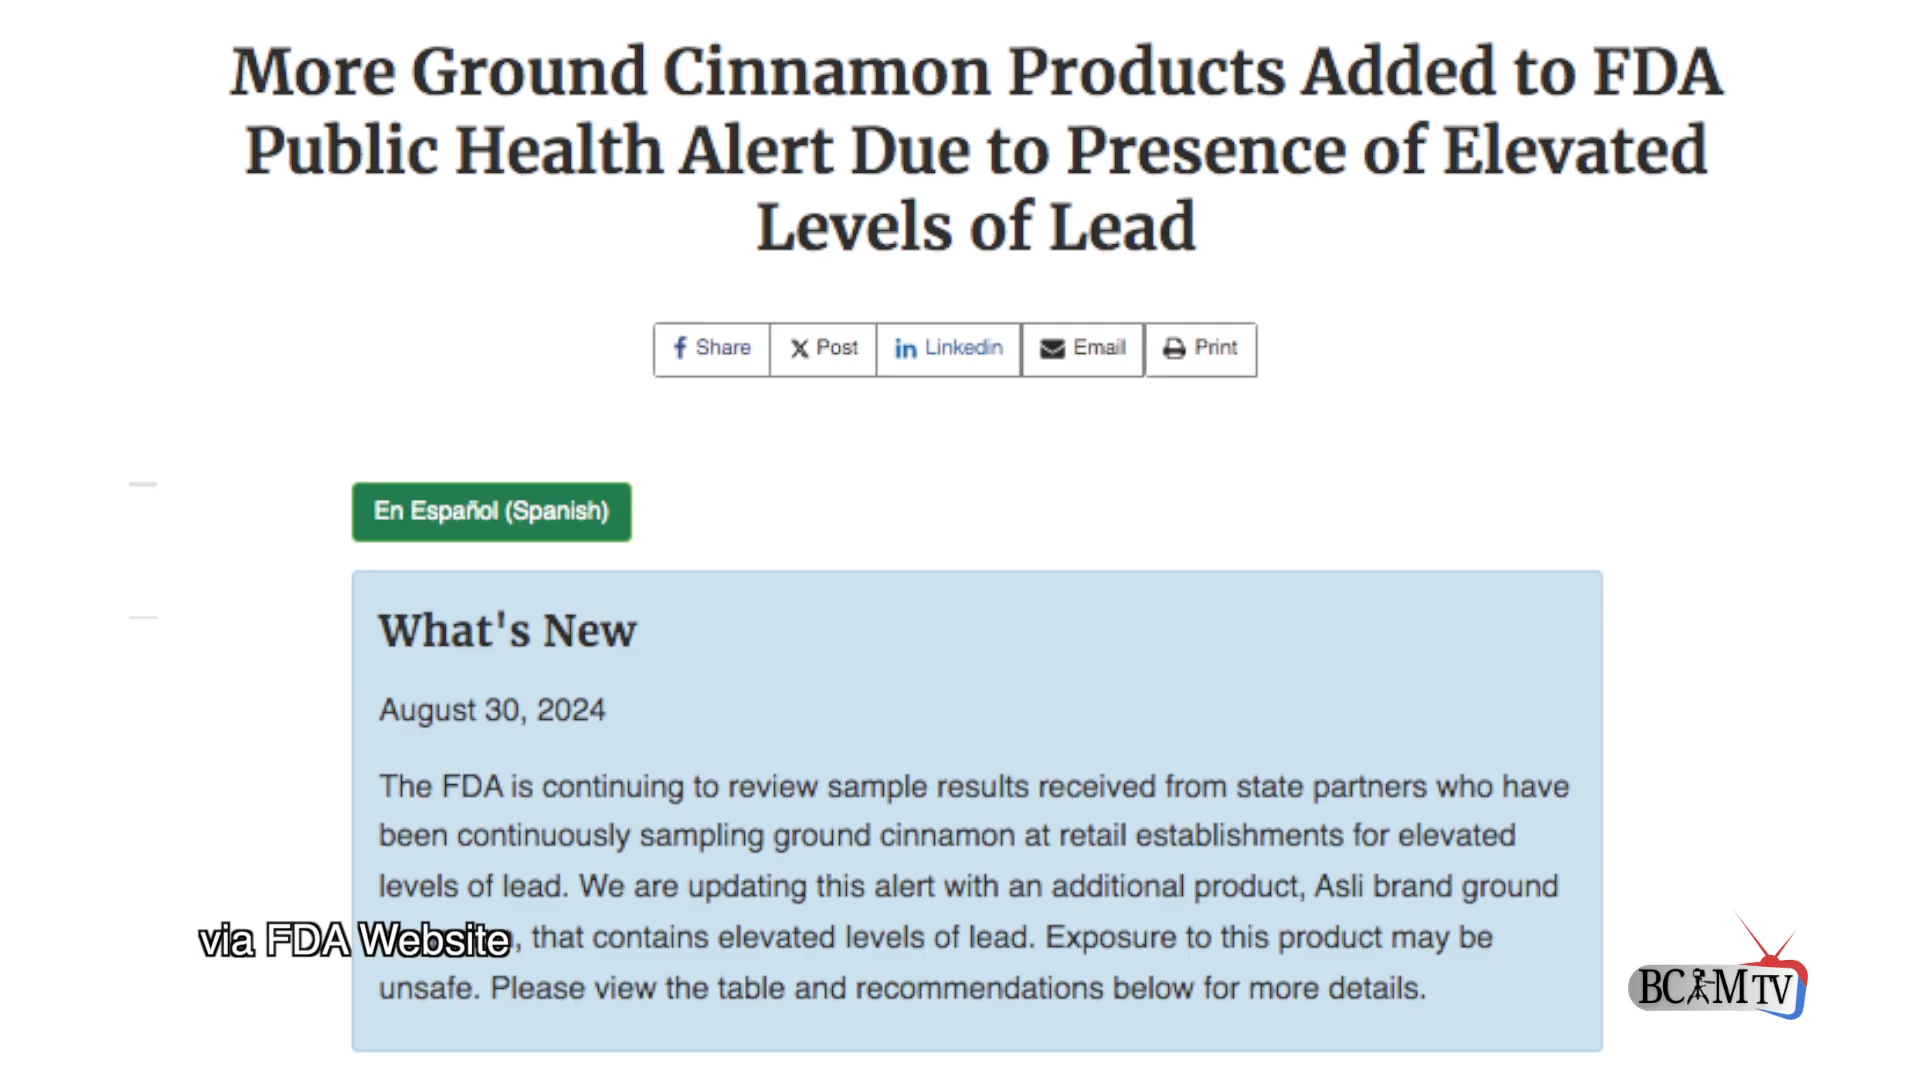 More Ground Cinnamon Products Added to FDA
Public Health Alert Due to Presence of Elevated
Levels of Lead
Share
Post
Linkedin
Email
Print
En Español (Spanish)
What's New
August 30, 2024
The FDA is continuing to review sample results received from state partners who have
been continuously sampling ground cinnamon at retail establishments for elevated
levels of lead. We are updating this alert with an additional product, Asli brand ground
via FDA Website
, that contains elevated levels of lead. Exposure to this product may be
unsafe. Please view the table and recommendations below for more details.
BCAM TV